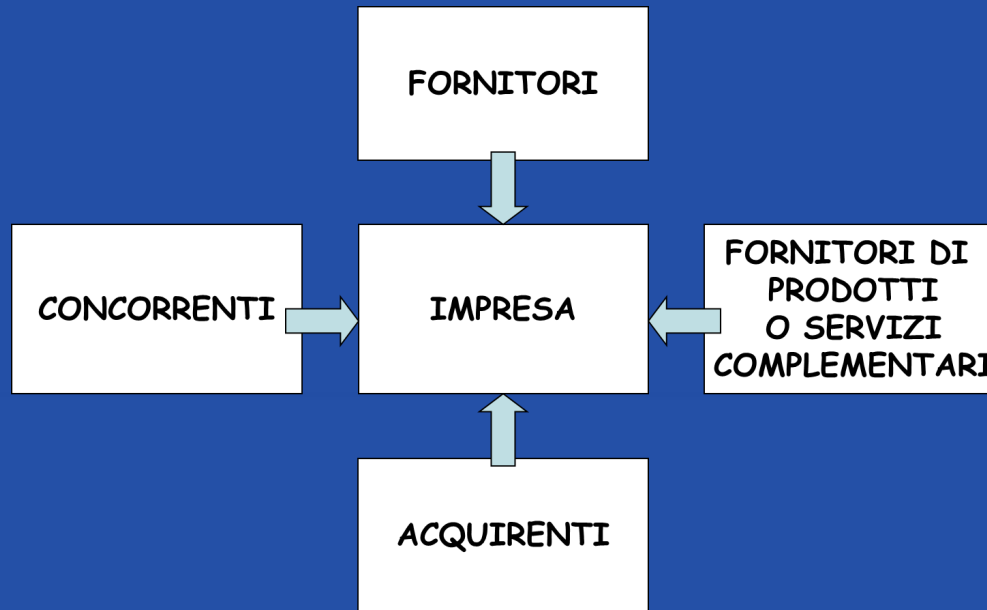 FORNITORI
CONCORRENTI
IMPRESA
FORNITORI DI
PRODOTTI
O SERVIZI
COMPLEMENTARI
ACQUIRENTI